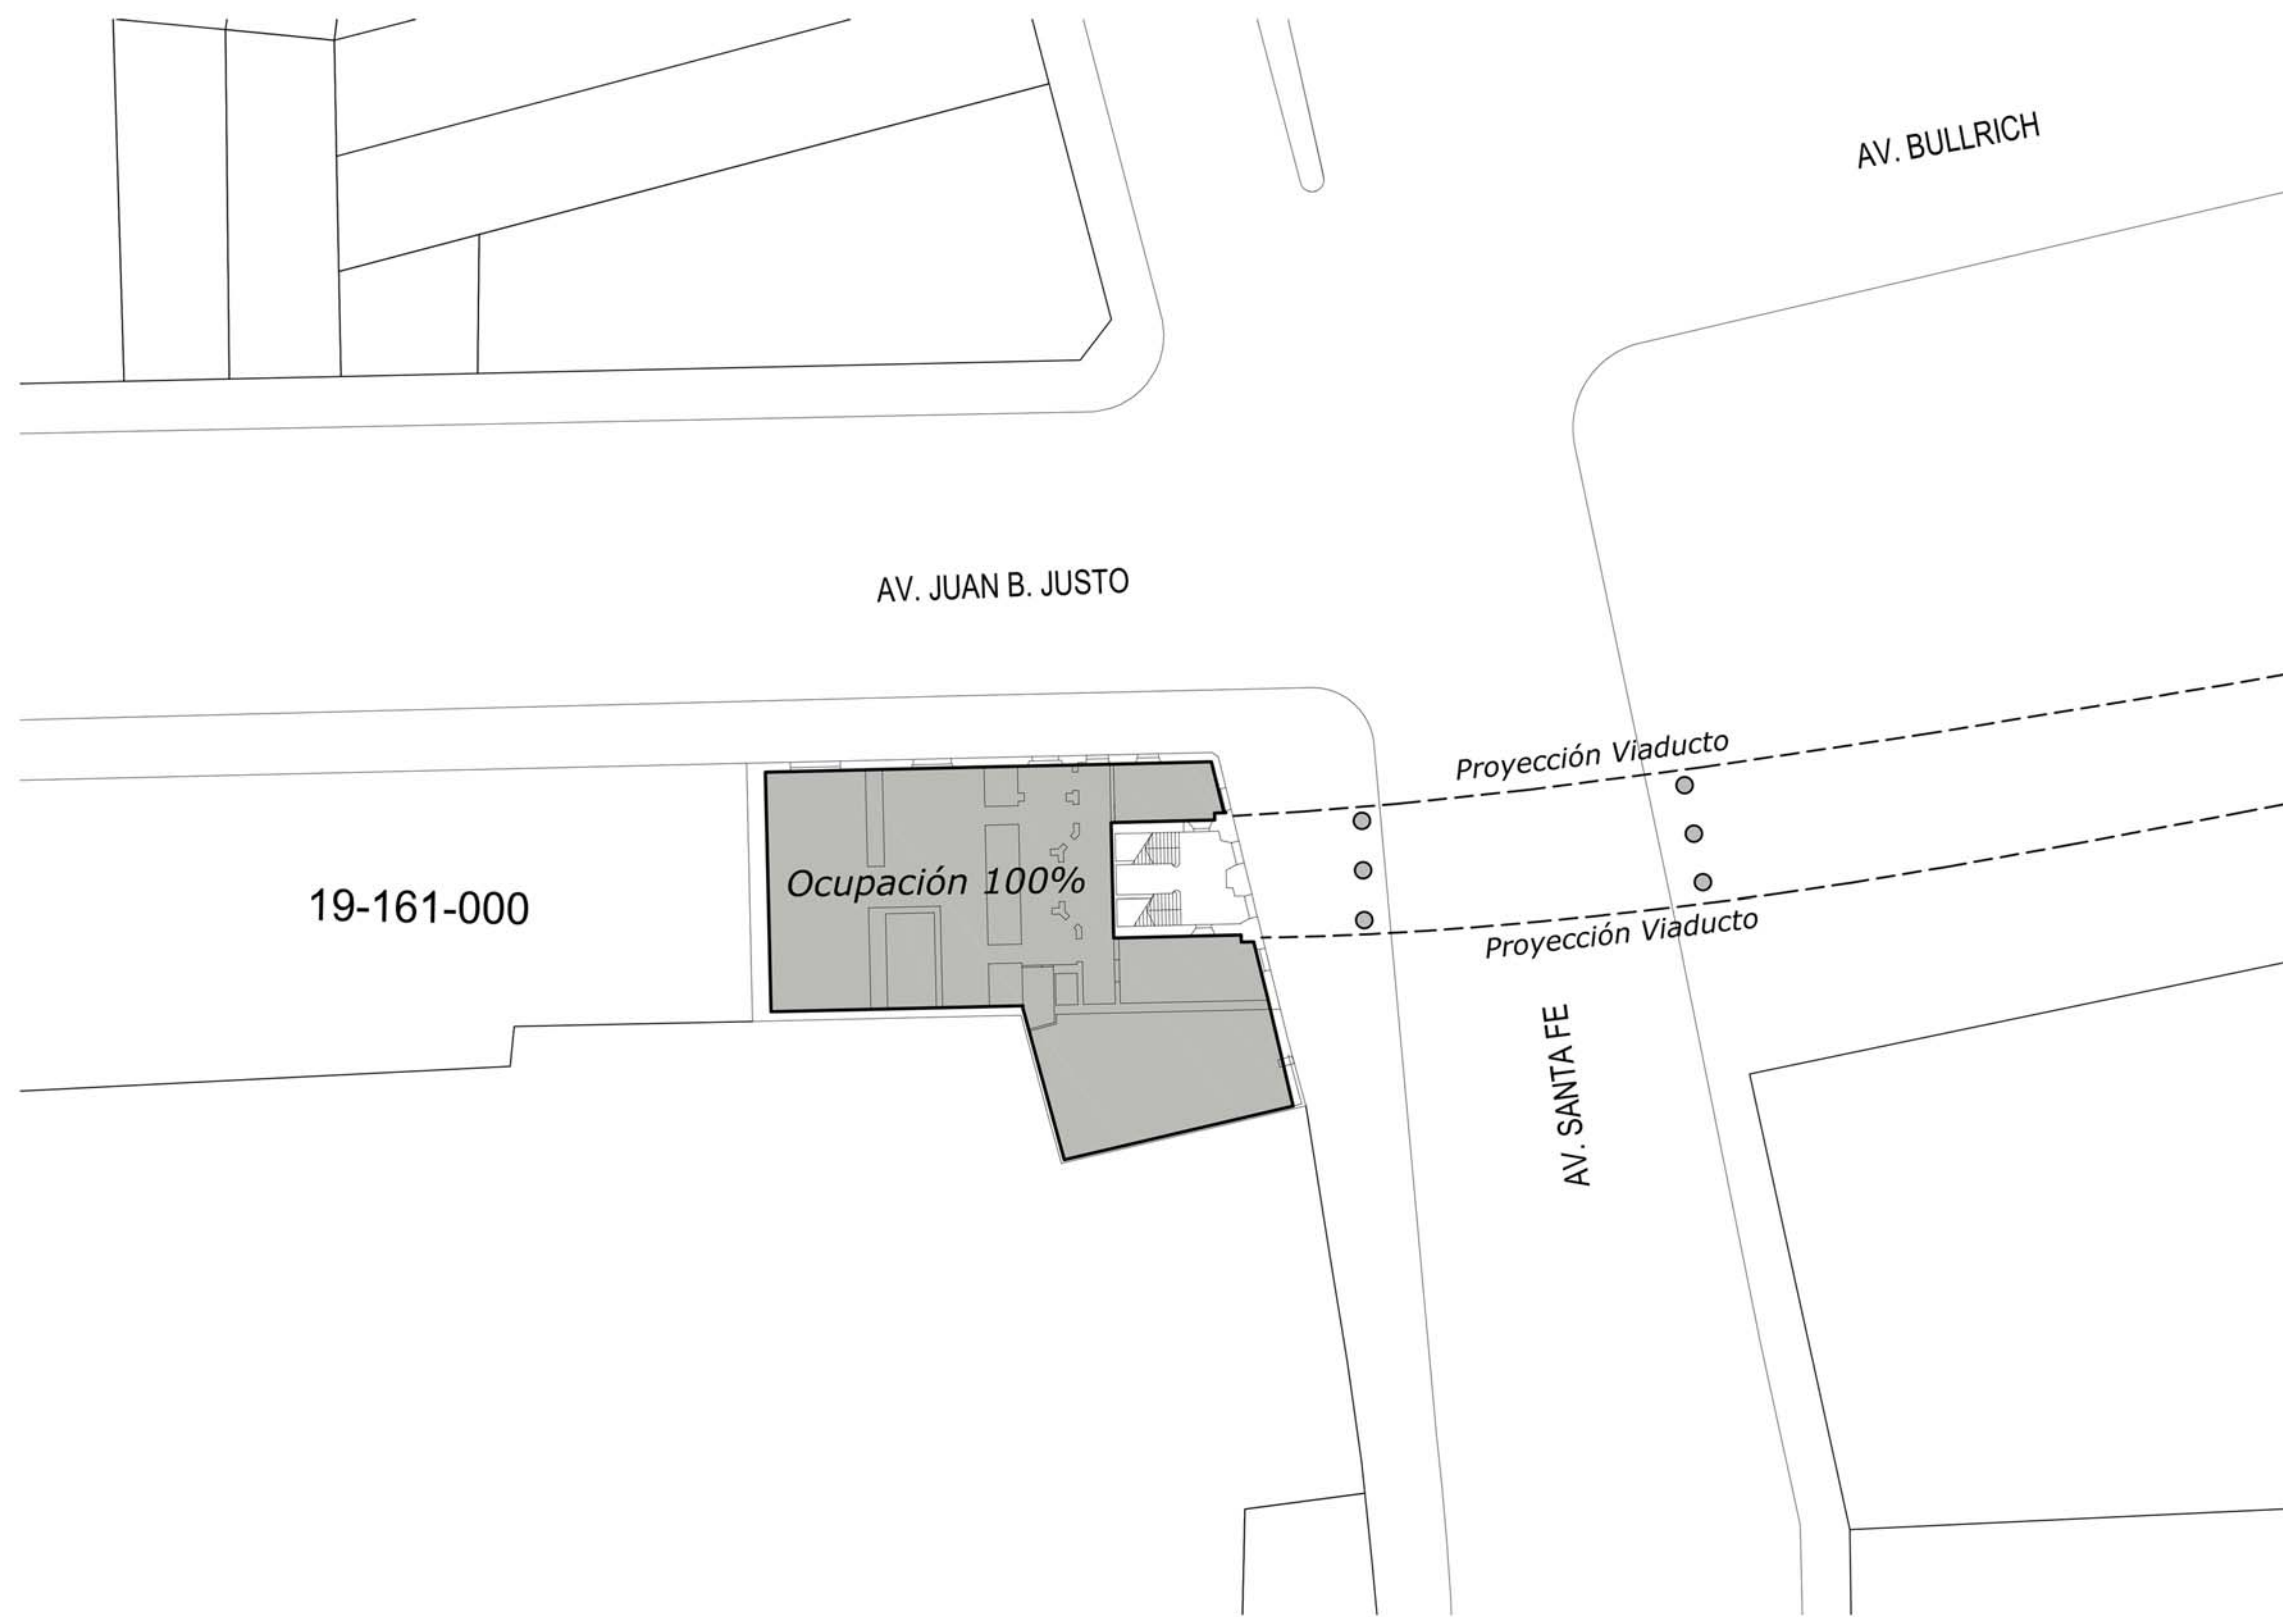 AV. BULLRICH
AV. JUAN B. JUSTO
Proyección Viaducto
Ocupación 100%
19-161-000
Proyección Viaducto
AV. SANTA FE